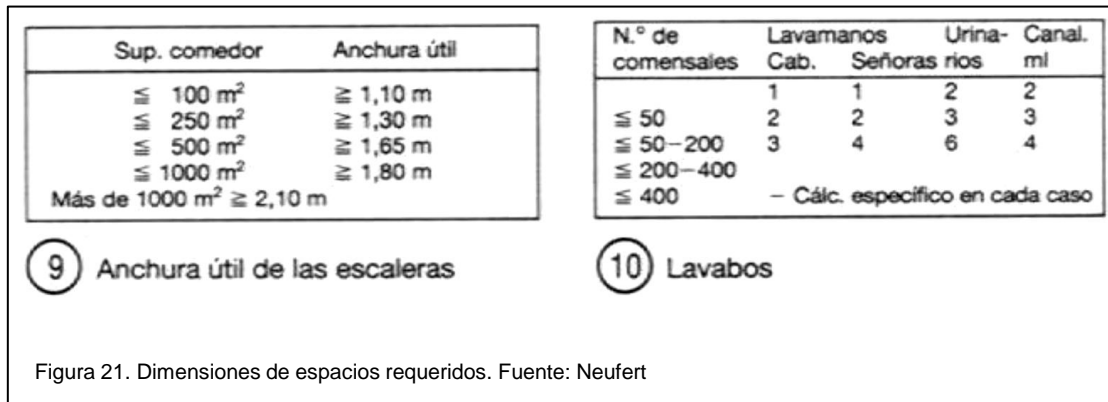 Sup. comedor Anchura útil
≦ 100 m² ≧ 1,10 m
≦ 250 m² ≧ 1,30 m
≦ 500 m² ≧ 1,65 m
≦ 1000 m² ≧ 1,80 m
Más de 1000 m² ≧ 2,10 m
9 Anchura útil de las escaleras
N.° de Lavamanos Urina- Canal.
comensales Cab. Señoras rios ml
1 1 2 2
≦ 50 2 2 3 3
≦ 50–200 3 4 6 4
≦ 200–400
≦ 400 – Cálc. específico en cada caso
10 Lavabos
Figura 21. Dimensiones de espacios requeridos. Fuente: Neufert